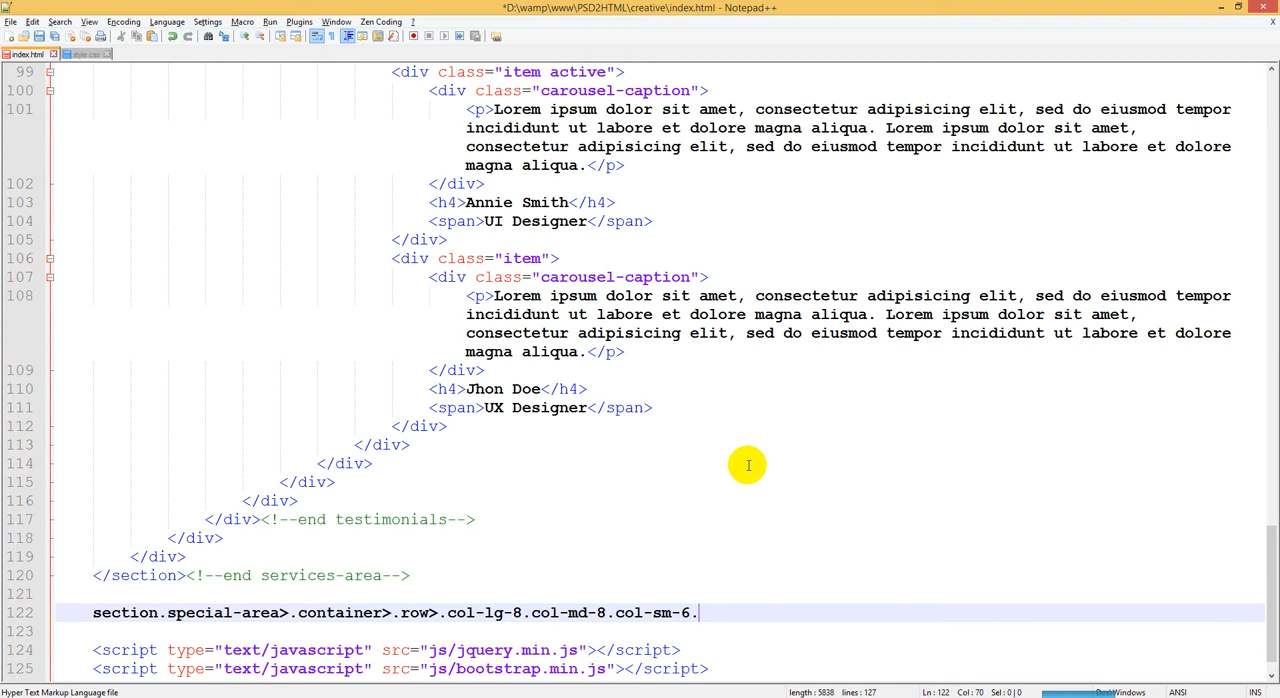 *D:\wamp\www\PSD2HTML\creative\index.html - Notepad++
File Edit Search View Encoding Language Settings Macro Run Plugins Window Zen Coding ?
X
index.html style.css
99 <div class="item active">
100 <div class="carousel-caption">
101 <p>Lorem ipsum dolor sit amet, consectetur adipisicing elit, sed do eiusmod tempor
incididunt ut labore et dolore magna aliqua. Lorem ipsum dolor sit amet,
consectetur adipisicing elit, sed do eiusmod tempor incididunt ut labore et dolore
magna aliqua.</p>
102 </div>
103 <h4>Annie Smith</h4>
104 <span>UI Designer</span>
105 </div>
106 <div class="item">
107 <div class="carousel-caption">
108 <p>Lorem ipsum dolor sit amet, consectetur adipisicing elit, sed do eiusmod tempor
incididunt ut labore et dolore magna aliqua. Lorem ipsum dolor sit amet,
consectetur adipisicing elit, sed do eiusmod tempor incididunt ut labore et dolore
magna aliqua.</p>
109 </div>
110 <h4>Jhon Doe</h4>
111 <span>UX Designer</span>
112 </div>
113 </div>
114 </div>
115 </div>
116 </div>
117 </div><!--end testimonials-->
118 </div>
119 </div>
120 </section><!--end services-area-->
121
122 section.special-area>.container>.row>.col-lg-8.col-md-8.col-sm-6.
123
124 <script type="text/javascript" src="js/jquery.min.js"></script>
125 <script type="text/javascript" src="js/bootstrap.min.js"></script>
Hyper Text Markup Language file length : 5838 lines : 127 Ln : 122 Col : 70 Sel : 0 | 0 Dos\Windows ANSI INS